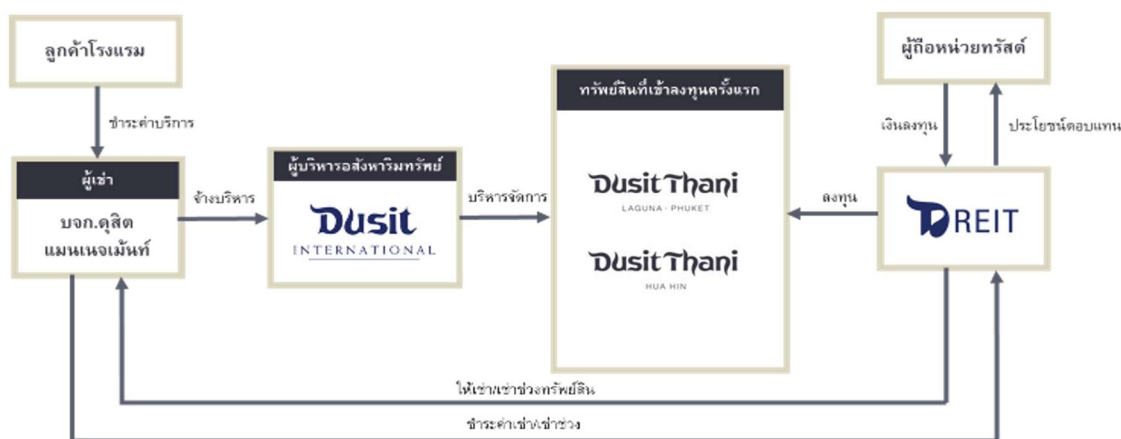 ลูกค้าโรงแรม
ผู้ถือหน่วยทรัสต์
ทรัพย์สินที่เข้าลงทุนครั้งแรก
ชำระค่าบริการ
เงินลงทุน
ประโยชน์ตอบแทน
ผู้เช่า
บจก.ดุสิต
แมนเนจเม้นท์
จ้างบริหาร
ผู้บริหารอสังหาริมทรัพย์
Dusit
INTERNATIONAL
บริหารจัดการ
Dusit Thani
LAGUNA · PHUKET
Dusit Thani
HUA HIN
ลงทุน
DREIT
ให้เช่า/เช่าช่วงทรัพย์สิน
ชำระค่าเช่า/เช่าช่วง